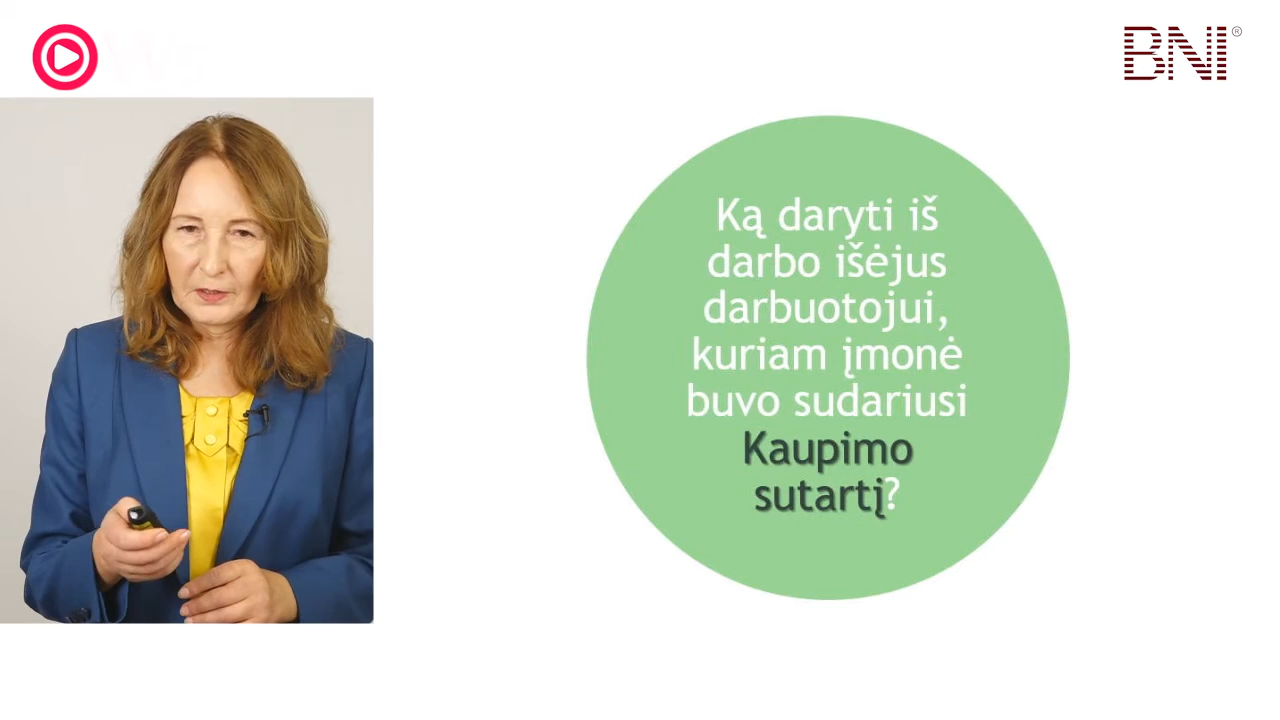 BNI®
Ką daryti iš
darbo išėjus
darbuotojui,
kuriam įmonė
buvo sudariusi
Kaupimo
sutartį?